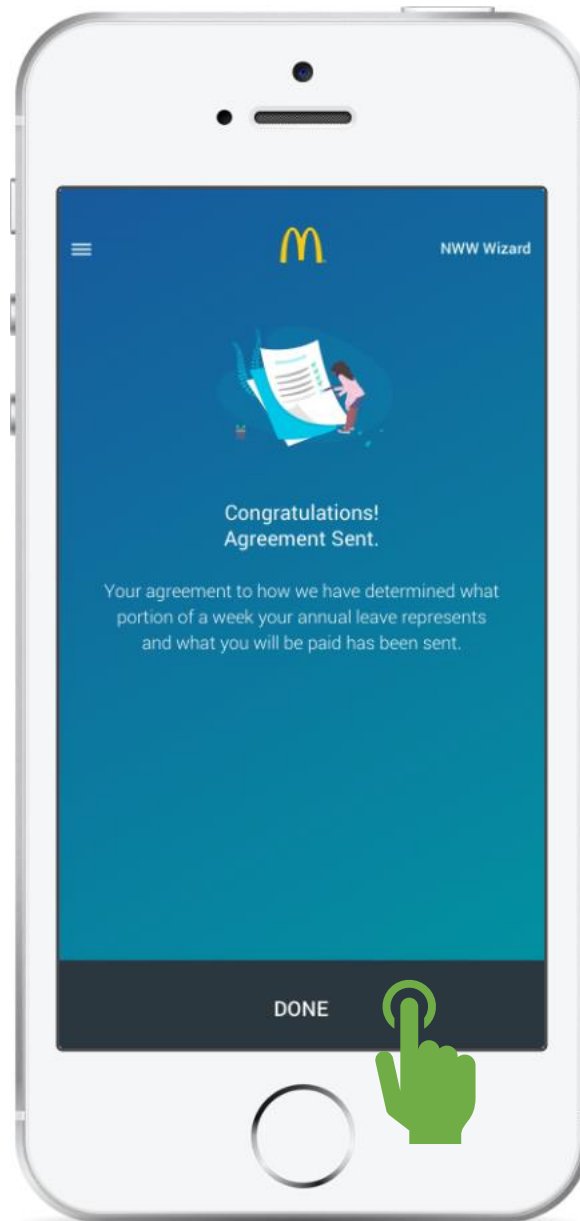 NWW Wizard
Congratulations!
Agreement Sent.
Your agreement to how we have determined what
portion of a week your annual leave represents
and what you will be paid has been sent.
DONE